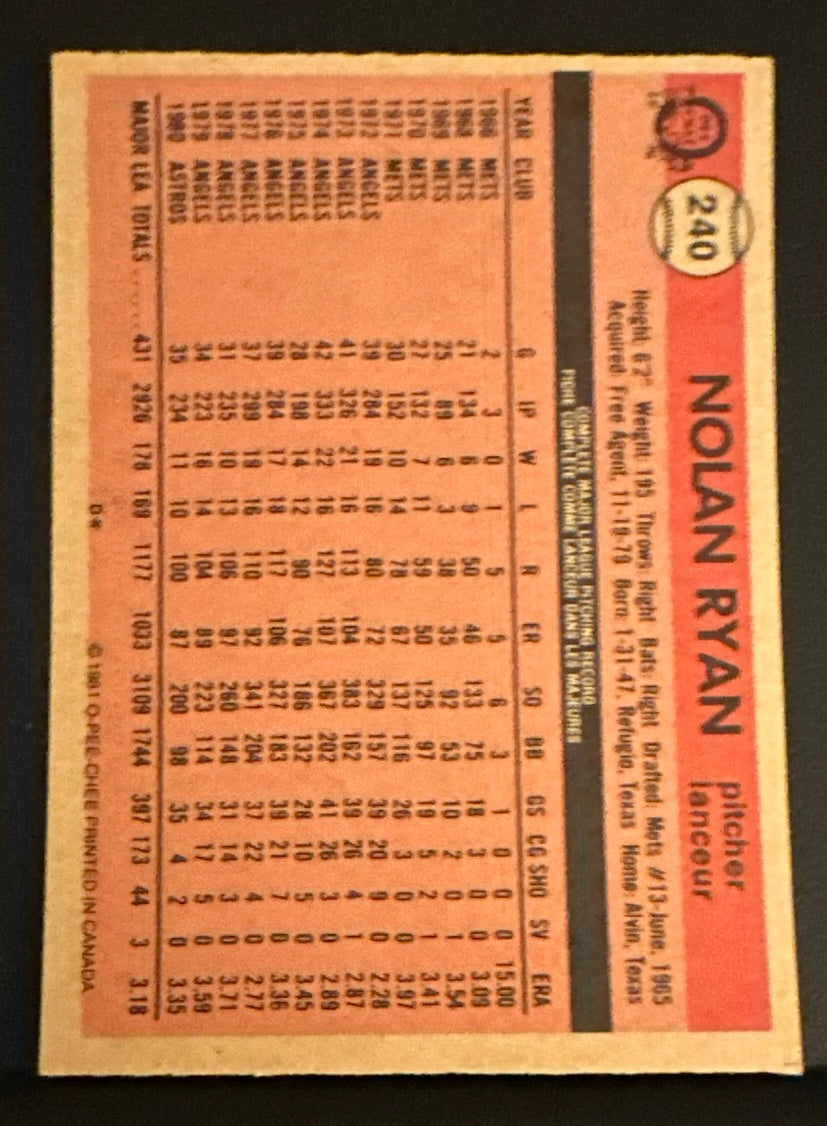 240
NOLAN RYAN
pitcher
lanceur
Height: 6'2" Weight: 195 Throws: Right Bats: Right Drafted: Mets #13-June, 1965
Acquired: Free Agent, 11-19-79 Born: 1-31-47, Refugio, Texas Home: Alvin, Texas
COMPLETE MAJOR LEAGUE PITCHING RECORD
FICHE COMPLETE COMME LANCEUR DANS LES MAJEURES
YEAR CLUB G IP W L R ER SO BB GS CG SHO SV ERA
1966 METS 2 3 0 1 5 5 6 3 1 0 0 0 15.00
1968 METS 21 134 6 9 50 46 133 75 18 3 0 0 3.09
1969 METS 25 89 6 3 38 35 92 53 10 2 0 1 3.54
1970 METS 27 132 7 11 59 50 125 97 19 5 2 1 3.41
1971 METS 30 152 10 14 78 67 137 116 26 3 0 0 3.97
1972 ANGELS 39 284 19 16 80 72 329 157 39 20 9 0 2.28
1973 ANGELS 41 326 21 16 113 104 383 162 39 26 4 1 2.87
1974 ANGELS 42 333 22 16 127 107 367 202 41 26 3 0 2.89
1975 ANGELS 28 198 14 12 90 76 186 132 28 10 5 0 3.45
1976 ANGELS 39 284 17 18 117 106 327 183 39 21 7 0 3.36
1977 ANGELS 37 299 19 16 110 92 341 204 37 22 4 0 2.77
1978 ANGELS 31 235 10 13 106 97 260 148 31 14 3 0 3.71
1979 ANGELS 34 223 16 14 104 89 223 114 34 17 5 0 3.59
1980 ASTROS 35 234 11 10 100 87 200 98 35 4 2 0 3.35
MAJOR LEA TOTALS ...... 431 2926 178 169 1177 1033 3109 1744 397 173 44 3 3.18
D* © 1981 O-PEE-CHEE PRINTED IN CANADA